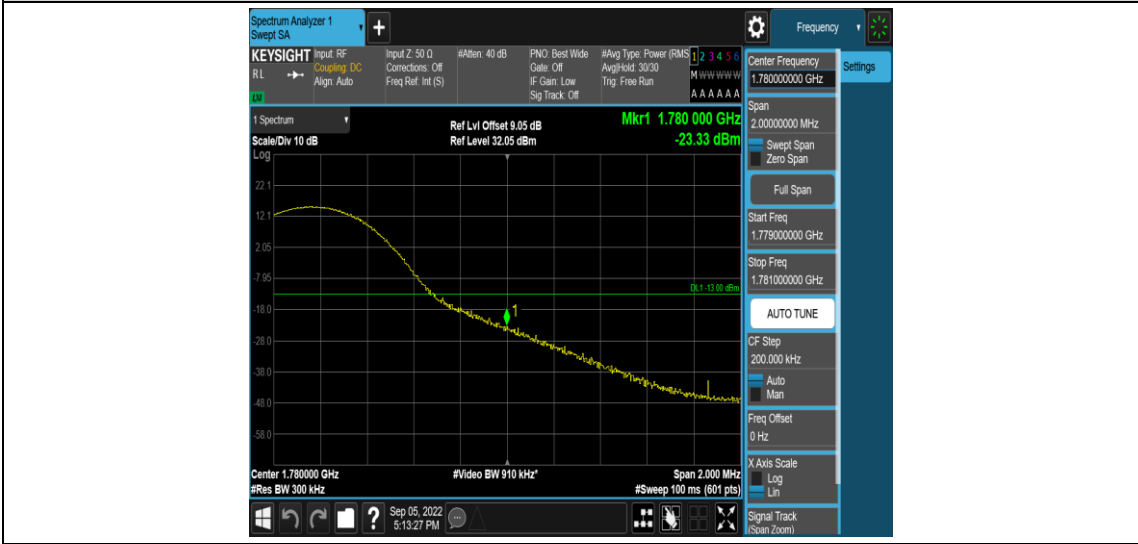 Spectrum Analyzer 1
Swept SA
Frequency
KEYSIGHT
Input: RF
Input Z: 50 Ω
#Atten: 40 dB
PNO: Best Wide
#Avg Type: Power (RMS
1 2 3 4 5 6
RL
Coupling: DC
Corrections: Off
Gate: Off
Avg|Hold: 30/30
M W W W W W
Align: Auto
Freq Ref: Int (S)
IF Gain: Low
Trig: Free Run
Sig Track: Off
A A A A A A
1 Spectrum
Scale/Div 10 dB
Log
Ref Lvl Offset 9.05 dB
Ref Level 32.05 dBm
Mkr1 1.780 000 GHz
-23.33 dBm
22.1
12.1
2.05
-7.95
-18.0
-28.0
-38.0
-48.0
-58.0
DL1 -13.00 dBm
1
Center 1.780000 GHz
#Video BW 910 kHz*
Span 2.000 MHz
#Res BW 300 kHz
#Sweep 100 ms (601 pts)
?
Sep 05, 2022
5:13:27 PM
Center Frequency
1.780000000 GHz
Settings
Span
2.00000000 MHz
Swept Span
Zero Span
Full Span
Start Freq
1.779000000 GHz
Stop Freq
1.781000000 GHz
AUTO TUNE
CF Step
200.000 kHz
Auto
Man
Freq Offset
0 Hz
X Axis Scale
Log
Lin
Signal Track
(Span Zoom)